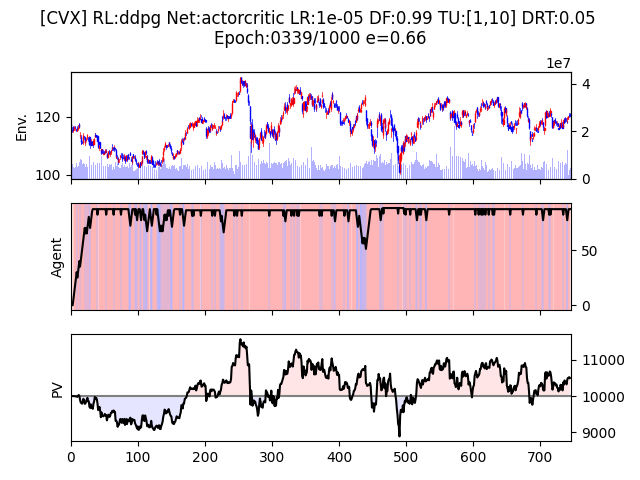 [CVX] RL:ddpg Net:actorcritic LR:1e-05 DF:0.99 TU:[1,10] DRT:0.05
Epoch:0339/1000 e=0.66
1e7
Env.
120
100
4
2
0
Agent
50
0
PV
11000
10000
9000
0 100 200 300 400 500 600 700